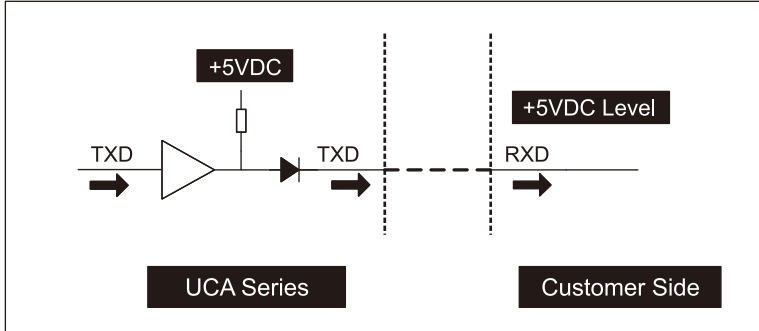 +5VDC
+5VDC Level
TXD
TXD
RXD
UCA Series
Customer Side